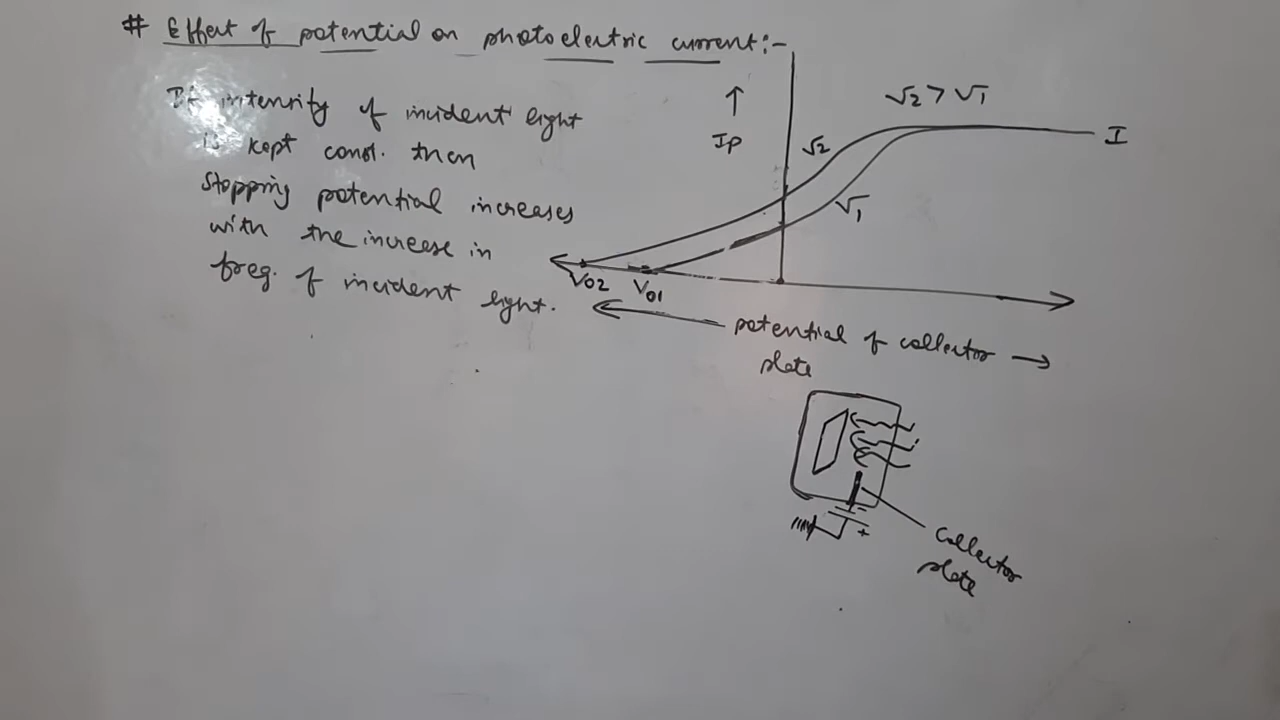 # Effect of potential on photoelectric current:-
If intensity of incident light
is kept const. then
stopping potential increases
with the increase in
freq. of incident light.
↑
Ip
ν2 > ν1
ν2
ν1
I
V02 V01
← potential of collector →
plate
- +
collector
plate